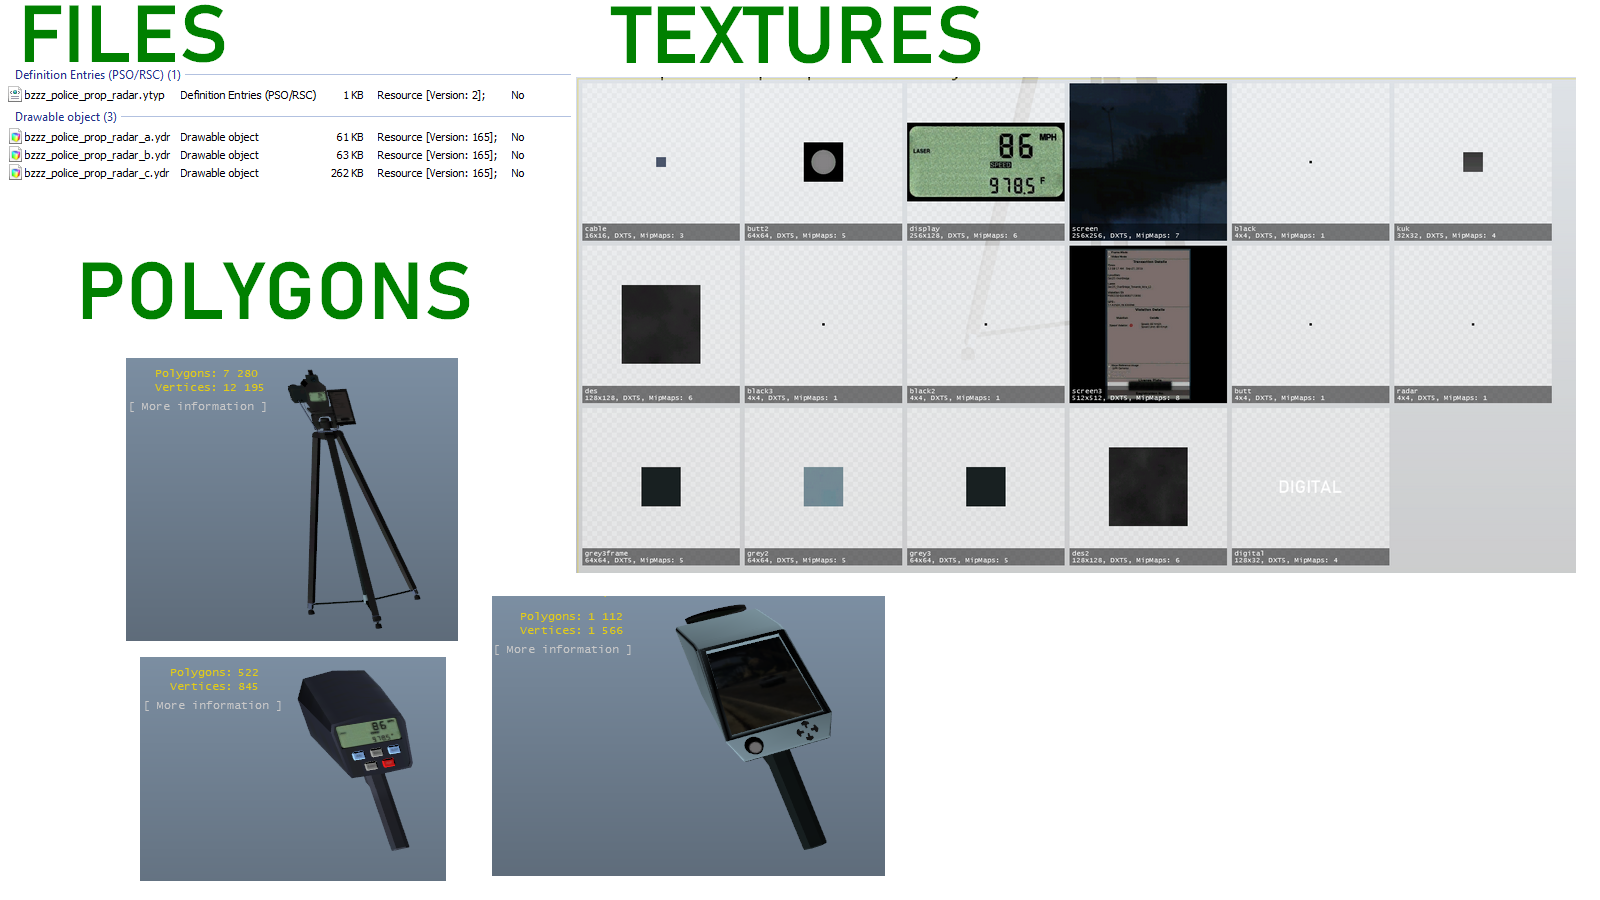 FILES
TEXTURES
Definition Entries (PSO/RSC) (1)
bzzz_police_prop_radar.ytyp Definition Entries (PSO/RSC) 1 KB Resource [Version: 2]; No
Drawable object (3)
bzzz_police_prop_radar_a.ydr Drawable object 61 KB Resource [Version: 165]; No
bzzz_police_prop_radar_b.ydr Drawable object 63 KB Resource [Version: 165]; No
bzzz_police_prop_radar_c.ydr Drawable object 262 KB Resource [Version: 165]; No
86 MPH
LASER
SPEED
978.5 F
cable
16x16, DXT5, MipMaps: 3
butt2
64x64, DXT5, MipMaps: 5
display
256x128, DXT5, MipMaps: 6
screen
256x256, DXT5, MipMaps: 7
black
4x4, DXT5, MipMaps: 1
kuk
32x32, DXT5, MipMaps: 4
Transaction Details
Violation Details
des
128x128, DXT5, MipMaps: 6
black3
4x4, DXT5, MipMaps: 1
black2
4x4, DXT5, MipMaps: 1
screen3
512x512, DXT5, MipMaps: 8
butt
4x4, DXT5, MipMaps: 1
radar
4x4, DXT5, MipMaps: 1
DIGITAL
grey3frame
64x64, DXT5, MipMaps: 5
grey2
64x64, DXT5, MipMaps: 5
grey3
64x64, DXT5, MipMaps: 5
des2
128x128, DXT5, MipMaps: 6
digital
128x32, DXT5, MipMaps: 4
POLYGONS
Polygons: 7 280
Vertices: 12 195
[ More information ]
Polygons: 522
Vertices: 845
[ More information ]
86
978.5
Polygons: 1 112
Vertices: 1 566
[ More information ]